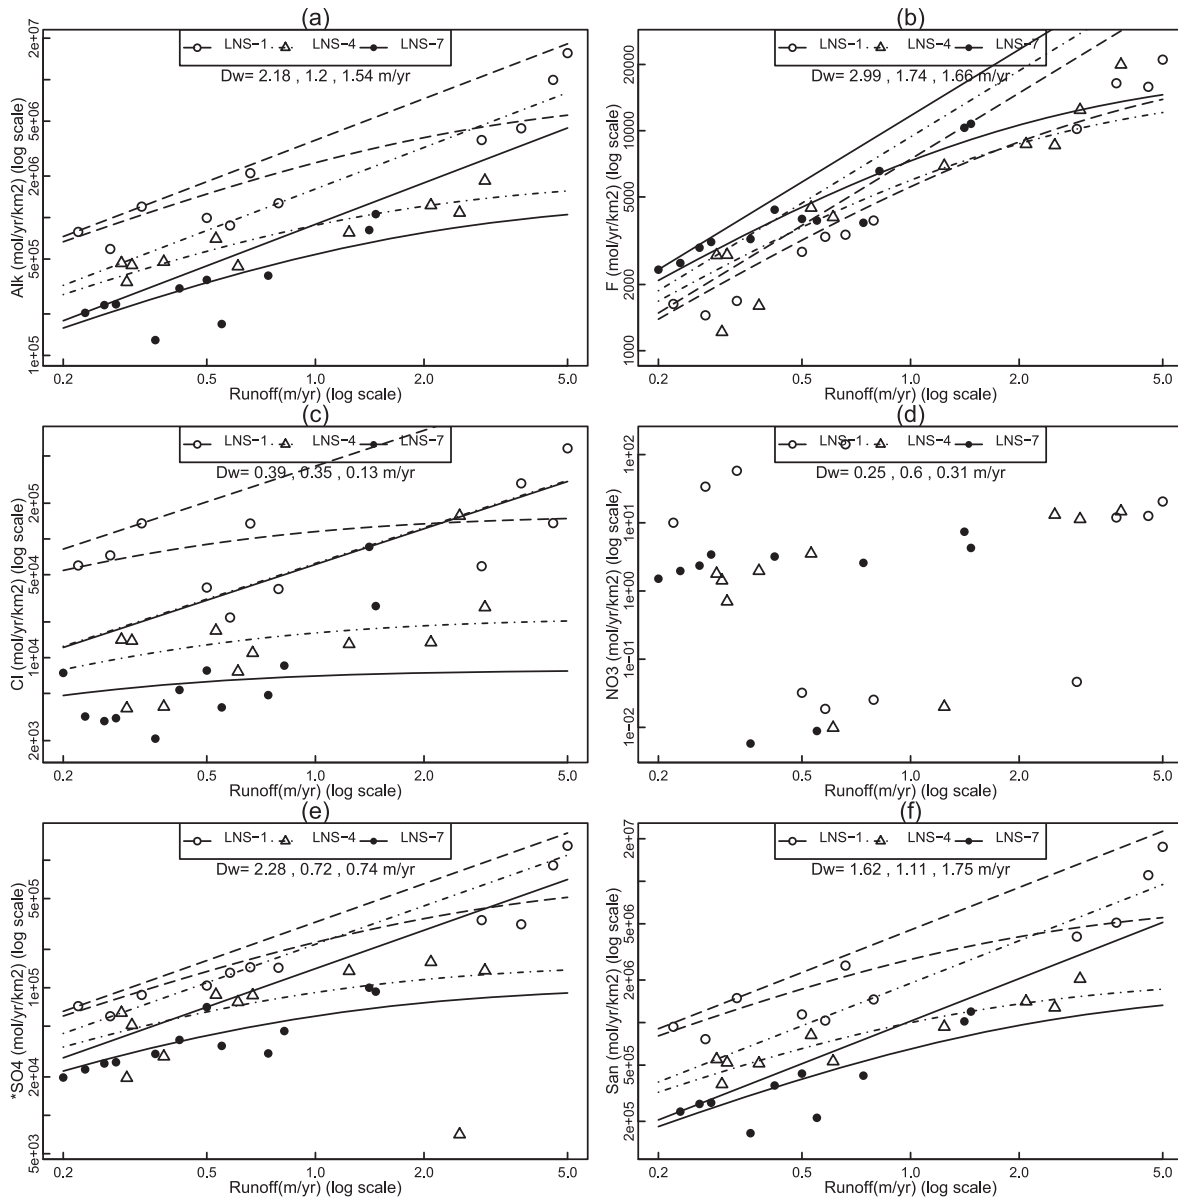 (a)
LNS−1 LNS−4 LNS−7
Dw= 2.18 , 1.2 , 1.54 m/yr
Alk (mol/yr/km2) (log scale)
1e+05 5e+05 2e+06 5e+06 2e+07
0.2 0.5 1.0 2.0 5.0
Runoff(m/yr) (log scale)
(b)
LNS−1 LNS−4 LNS−7
Dw= 2.99 , 1.74 , 1.66 m/yr
F (mol/yr/km2) (log scale)
1000 2000 5000 10000 20000
0.2 0.5 1.0 2.0 5.0
Runoff(m/yr) (log scale)
(c)
LNS−1 LNS−4 LNS−7
Dw= 0.39 , 0.35 , 0.13 m/yr
Cl (mol/yr/km2) (log scale)
2e+03 1e+04 5e+04 2e+05
0.2 0.5 1.0 2.0 5.0
Runoff(m/yr) (log scale)
(d)
LNS−1 LNS−4 LNS−7
Dw= 0.25 , 0.6 , 0.31 m/yr
NO3 (mol/yr/km2) (log scale)
1e−02 1e−01 1e+00 1e+01 1e+02
0.2 0.5 1.0 2.0 5.0
Runoff(m/yr) (log scale)
(e)
LNS−1 LNS−4 LNS−7
Dw= 2.28 , 0.72 , 0.74 m/yr
*SO4 (mol/yr/km2) (log scale)
5e+03 2e+04 1e+05 5e+05
0.2 0.5 1.0 2.0 5.0
Runoff(m/yr) (log scale)
(f)
LNS−1 LNS−4 LNS−7
Dw= 1.62 , 1.11 , 1.75 m/yr
San (mol/yr/km2) (log scale)
2e+05 5e+05 2e+06 5e+06 2e+07
0.2 0.5 1.0 2.0 5.0
Runoff(m/yr) (log scale)